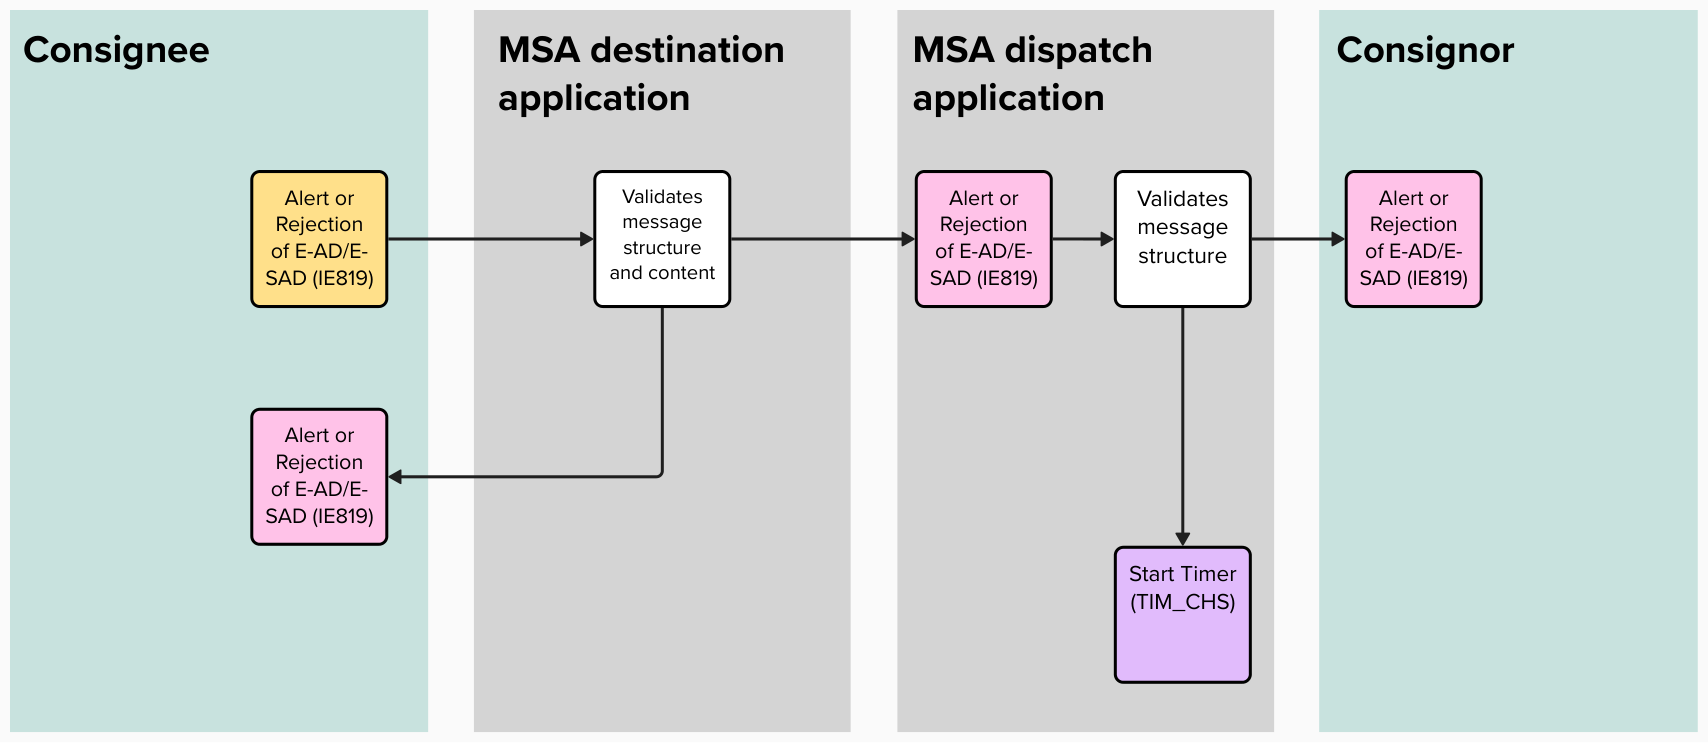 Consignee
MSA destination
application
MSA dispatch
application
Consignor
Alert or
Rejection
of E-AD/E-
SAD (IE819)
Validates
message
structure
and content
Alert or
Rejection
of E-AD/E-
SAD (IE819)
Validates
message
structure
Alert or
Rejection
of E-AD/E-
SAD (IE819)
Alert or
Rejection
of E-AD/E-
SAD (IE819)
Start Timer
(TIM_CHS)